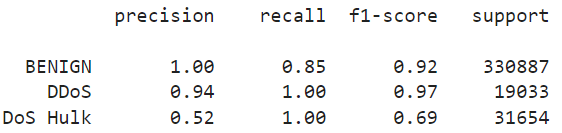 precision recall f1-score support
BENIGN 1.00 0.85 0.92 330887
DDoS 0.94 1.00 0.97 19033
DoS Hulk 0.52 1.00 0.69 31654